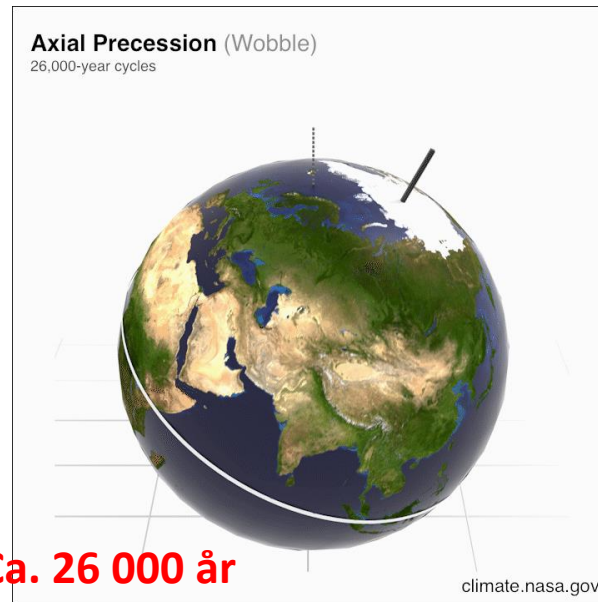 Axial Precession (Wobble)
26,000-year cycles
Ca. 26 000 år
climate.nasa.gov